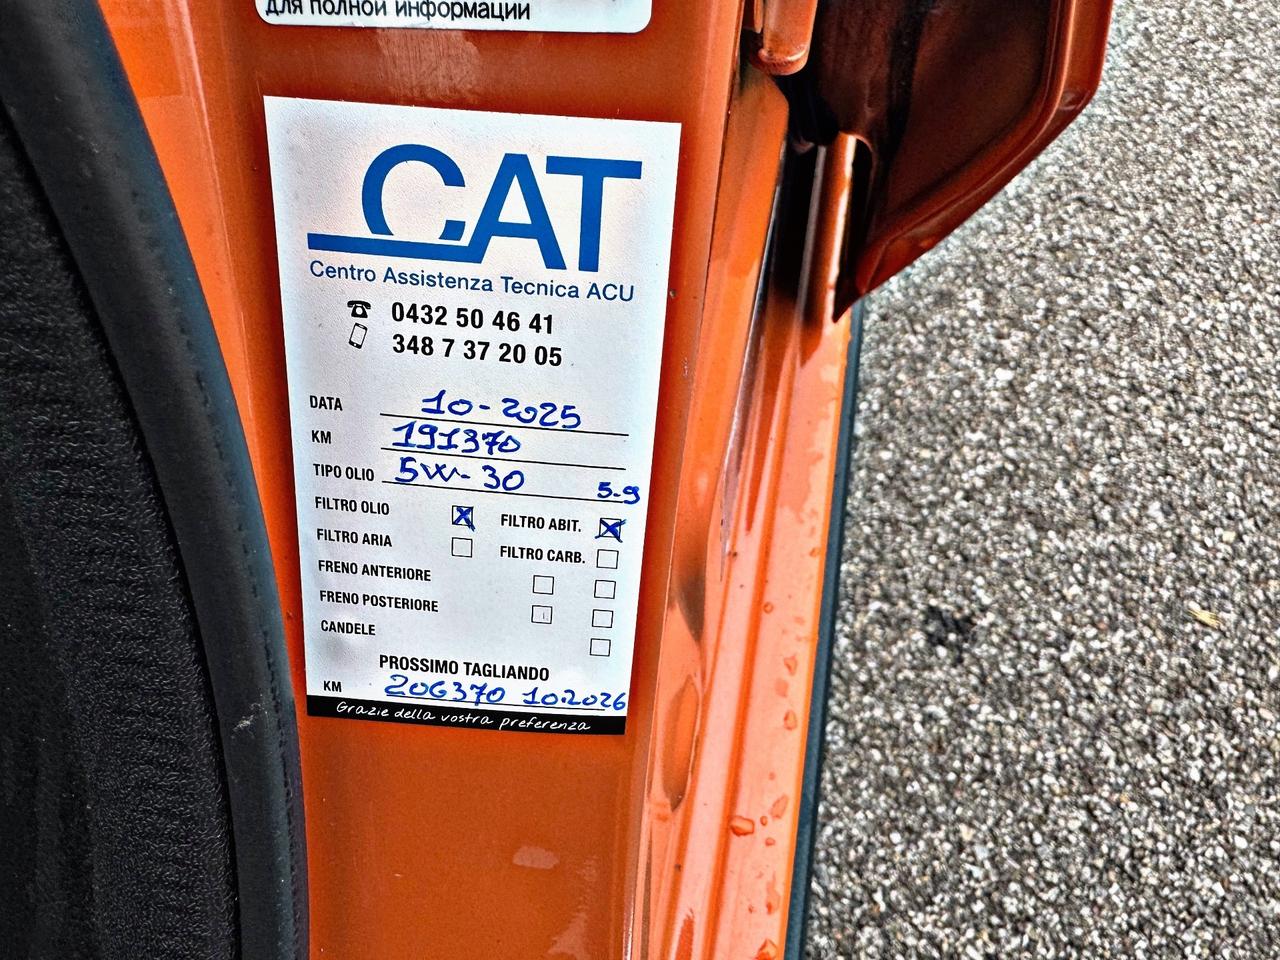 для полной информации
CAT
Centro Assistenza Tecnica ACU
0432 50 46 41
348 7 37 20 05
DATA 10-2025
KM 191370
TIPO OLIO 5W-30 5-9
FILTRO OLIO FILTRO ABIT.
FILTRO ARIA FILTRO CARB.
FRENO ANTERIORE
FRENO POSTERIORE
CANDELE
PROSSIMO TAGLIANDO
KM 206370 10.2026
Grazie della vostra preferenza